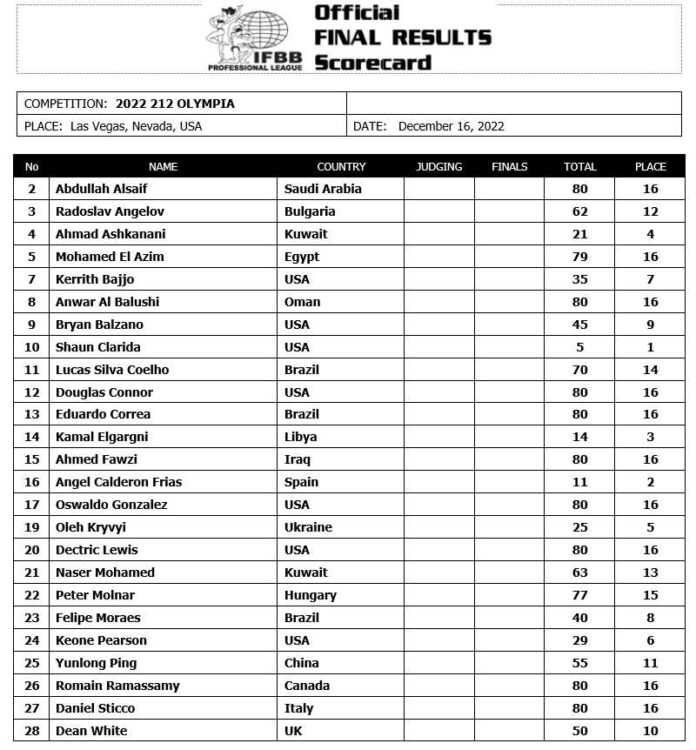 Official
FINAL RESULTS
Scorecard
IFBB
PROFESSIONAL LEAGUE
COMPETITION: 2022 212 OLYMPIA
PLACE: Las Vegas, Nevada, USA DATE: December 16, 2022
No NAME COUNTRY JUDGING FINALS TOTAL PLACE
2 Abdullah Alsaif Saudi Arabia 80 16
3 Radoslav Angelov Bulgaria 62 12
4 Ahmad Ashkanani Kuwait 21 4
5 Mohamed El Azim Egypt 79 16
7 Kerrith Bajjo USA 35 7
8 Anwar Al Balushi Oman 80 16
9 Bryan Balzano USA 45 9
10 Shaun Clarida USA 5 1
11 Lucas Silva Coelho Brazil 70 14
12 Douglas Connor USA 80 16
13 Eduardo Correa Brazil 80 16
14 Kamal Elgargni Libya 14 3
15 Ahmed Fawzi Iraq 80 16
16 Angel Calderon Frias Spain 11 2
17 Oswaldo Gonzalez USA 80 16
19 Oleh Kryvyi Ukraine 25 5
20 Dectric Lewis USA 80 16
21 Naser Mohamed Kuwait 63 13
22 Peter Molnar Hungary 77 15
23 Felipe Moraes Brazil 40 8
24 Keone Pearson USA 29 6
25 Yunlong Ping China 55 11
26 Romain Ramassamy Canada 80 16
27 Daniel Sticco Italy 80 16
28 Dean White UK 50 10